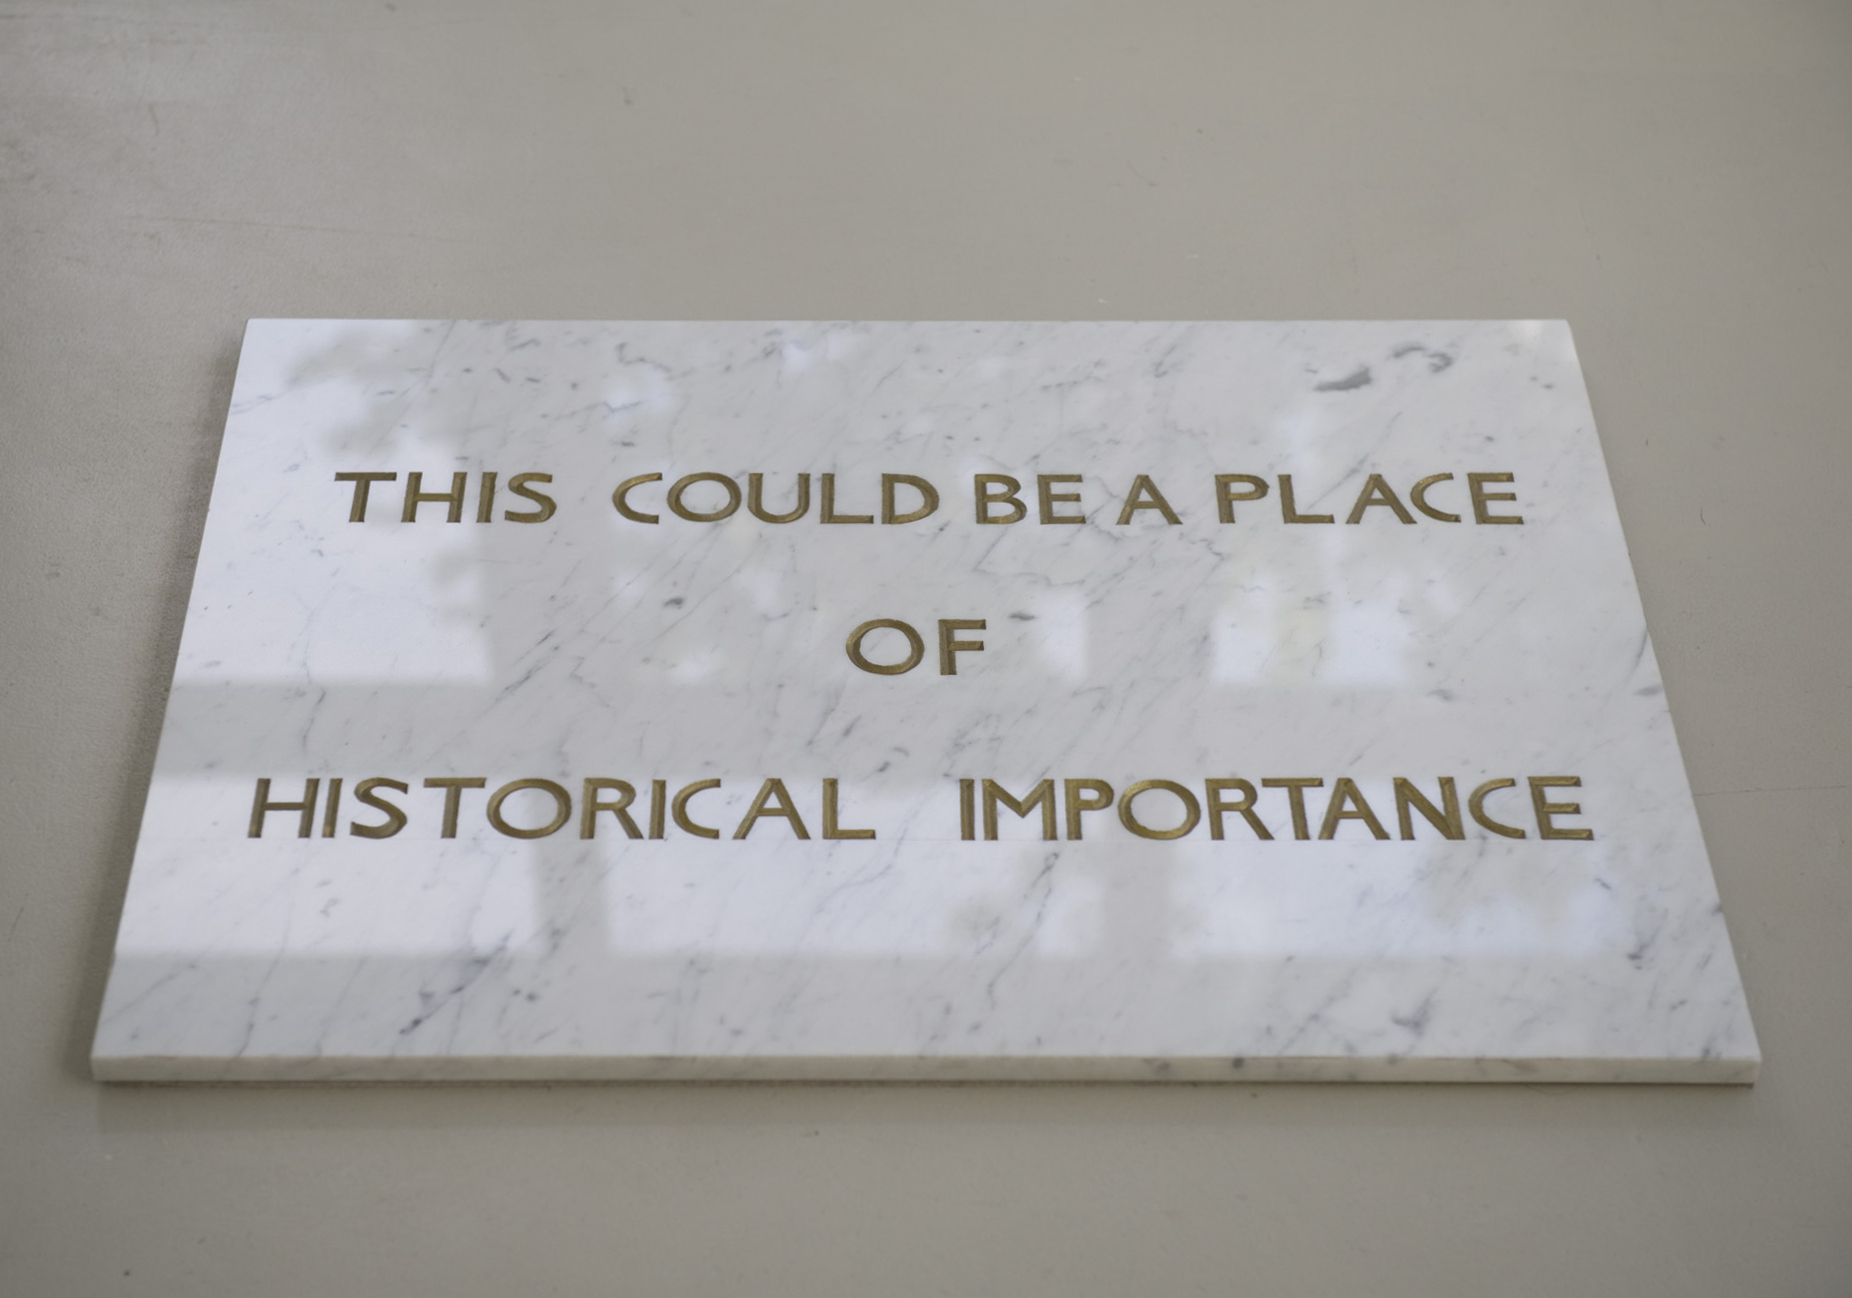 THIS COULD BE A PLACE
OF
HISTORICAL IMPORTANCE